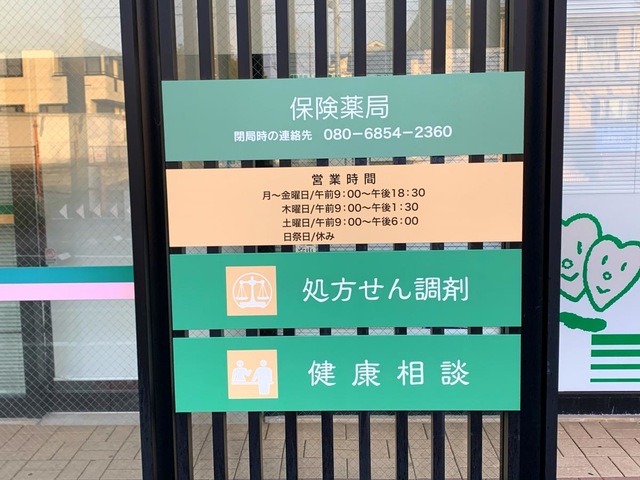 保険薬局
閉局時の連絡先 080-6854-2360
営業時間
月〜金曜日/午前9:00〜午後18:30
木曜日/午前9:00〜午後1:30
土曜日/午前9:00〜午後6:00
日祭日/休み
処方せん調剤
健康相談